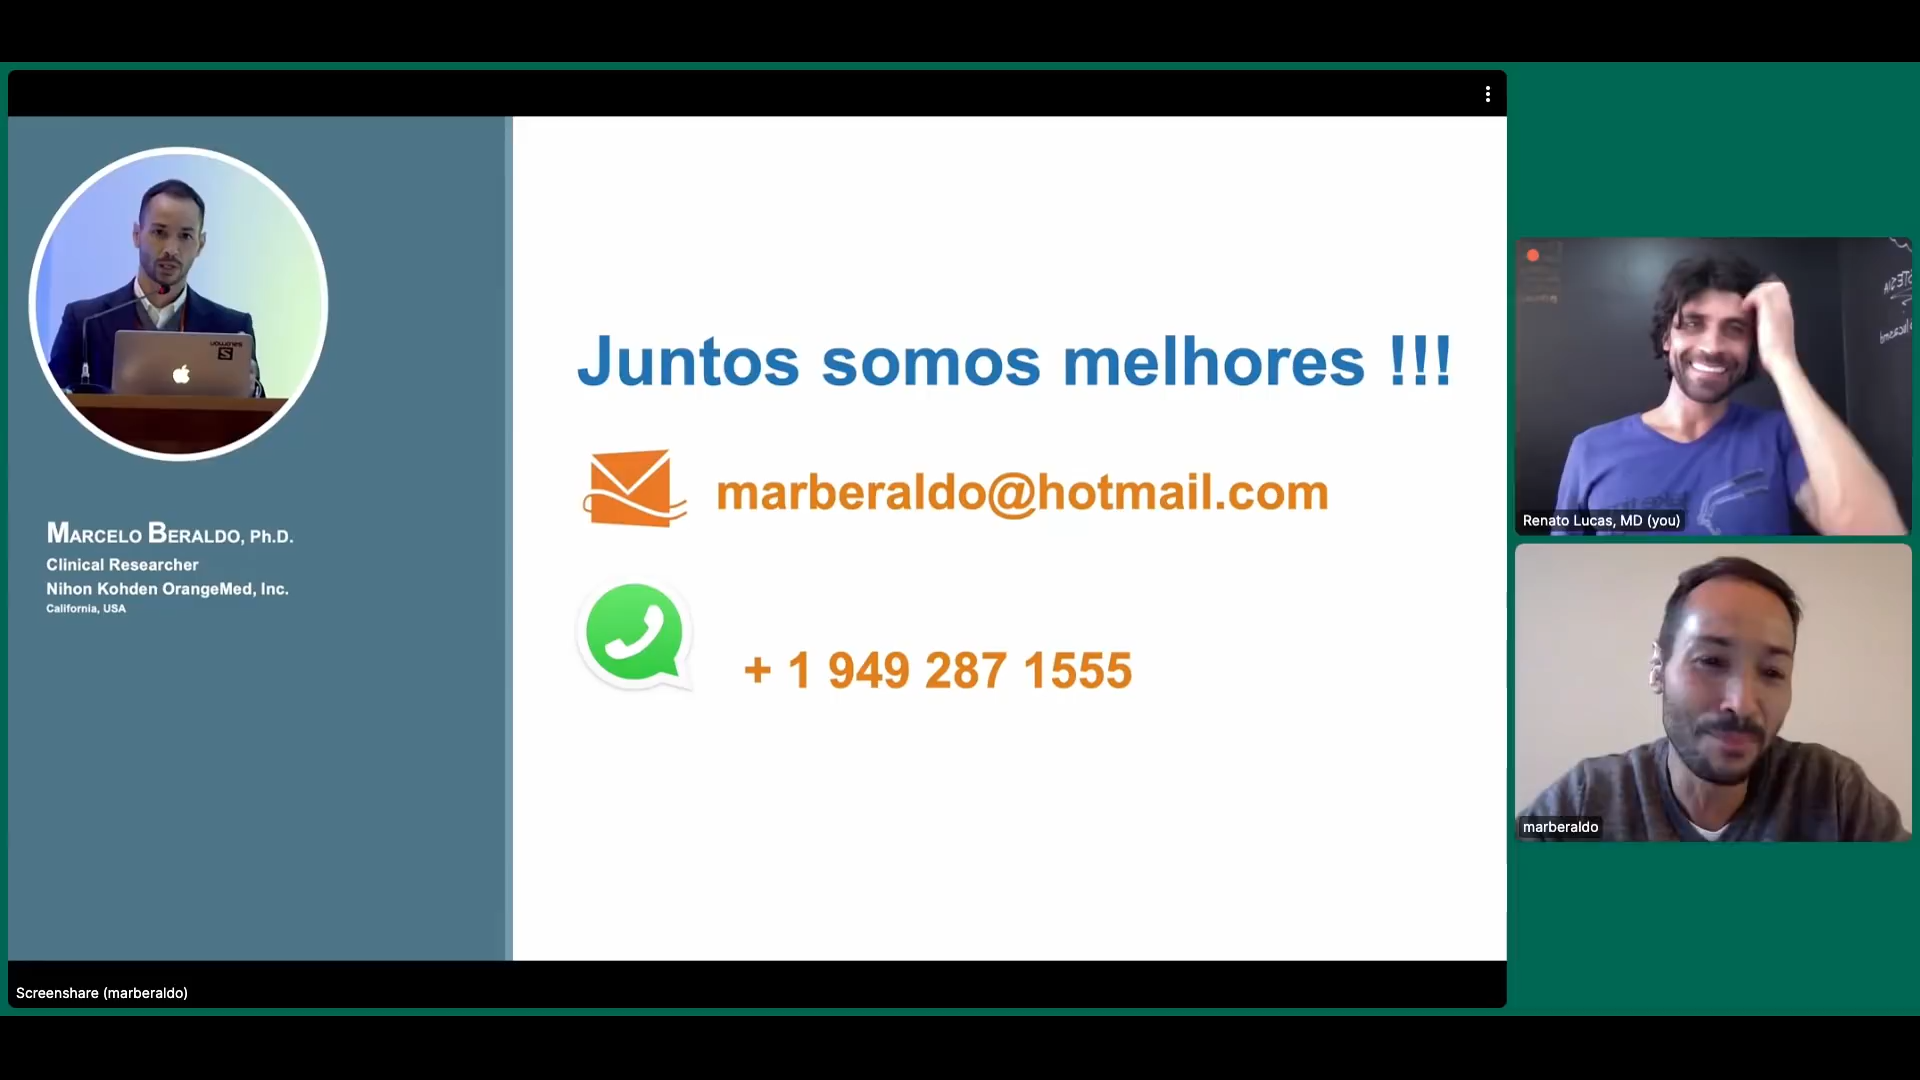 MARCELO BERALDO, Ph.D.
Clinical Researcher
Nihon Kohden OrangeMed, Inc.
California, USA
Juntos somos melhores !!!
marberaldo@hotmail.com
+ 1 949 287 1555
Renato Lucas, MD (you)
marberaldo
Screenshare (marberaldo)